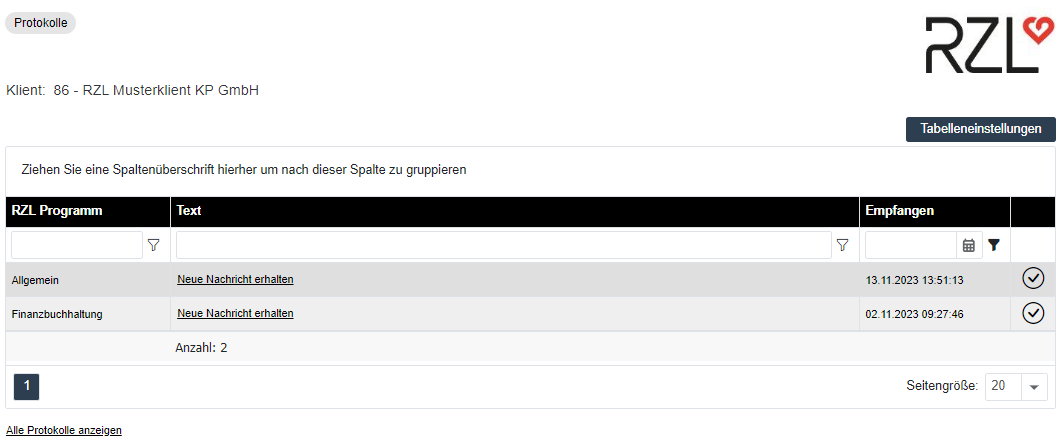 Protokolle
RZL
Klient: 86 - RZL Musterklient KP GmbH
Tabelleneinstellungen
Ziehen Sie eine Spaltenüberschrift hierher um nach dieser Spalte zu gruppieren
RZL Programm Text Empfangen
Allgemein Neue Nachricht erhalten 13.11.2023 13:51:13
Finanzbuchhaltung Neue Nachricht erhalten 02.11.2023 09:27:46
Anzahl: 2
1 Seitengröße: 20
Alle Protokolle anzeigen